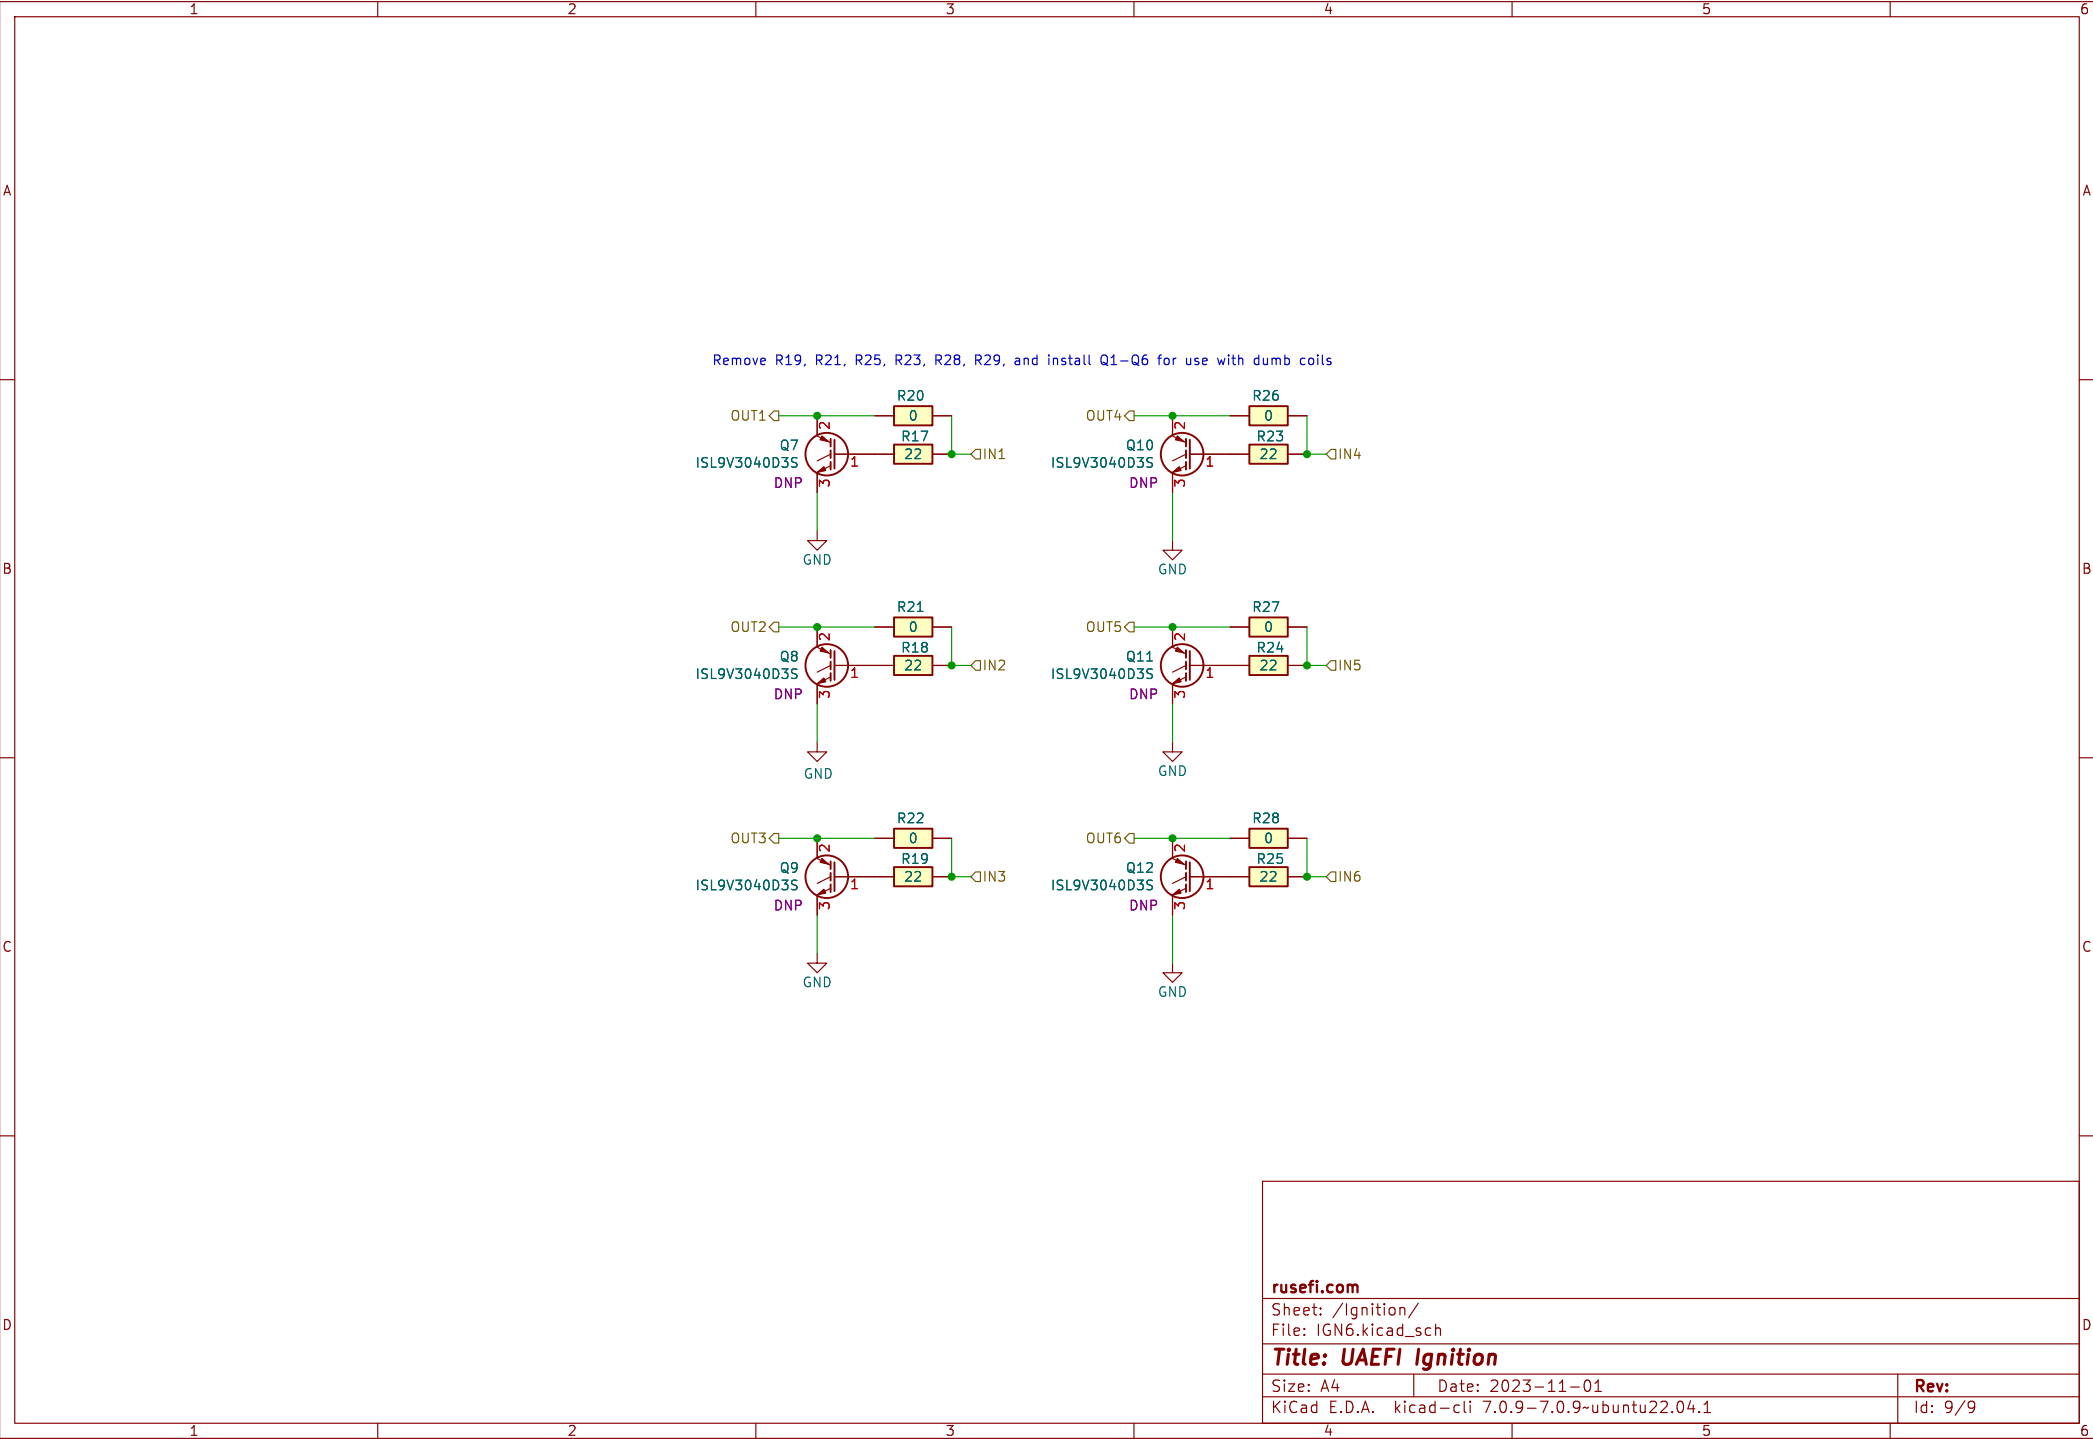 1 2 3 4 5 6
A A
Remove R19, R21, R25, R23, R28, R29, and install Q1-Q6 for use with dumb coils
OUT1
R20
0
R17
22
IN1
Q7
ISL9V3040D3S
DNP
2
1
3
GND
OUT4
R26
0
R23
22
IN4
Q10
ISL9V3040D3S
DNP
2
1
3
GND
B B
OUT2
R21
0
R18
22
IN2
Q8
ISL9V3040D3S
DNP
2
1
3
GND
OUT5
R27
0
R24
22
IN5
Q11
ISL9V3040D3S
DNP
2
1
3
GND
OUT3
R22
0
R19
22
IN3
Q9
ISL9V3040D3S
DNP
2
1
3
GND
OUT6
R28
0
R25
22
IN6
Q12
ISL9V3040D3S
DNP
2
1
3
GND
C C
rusefi.com
Sheet: /Ignition/
File: IGN6.kicad_sch
D D
Title: UAEFI Ignition
Size: A4 Date: 2023-11-01 Rev:
KiCad E.D.A. kicad-cli 7.0.9-7.0.9~ubuntu22.04.1 Id: 9/9
1 2 3 4 5 6